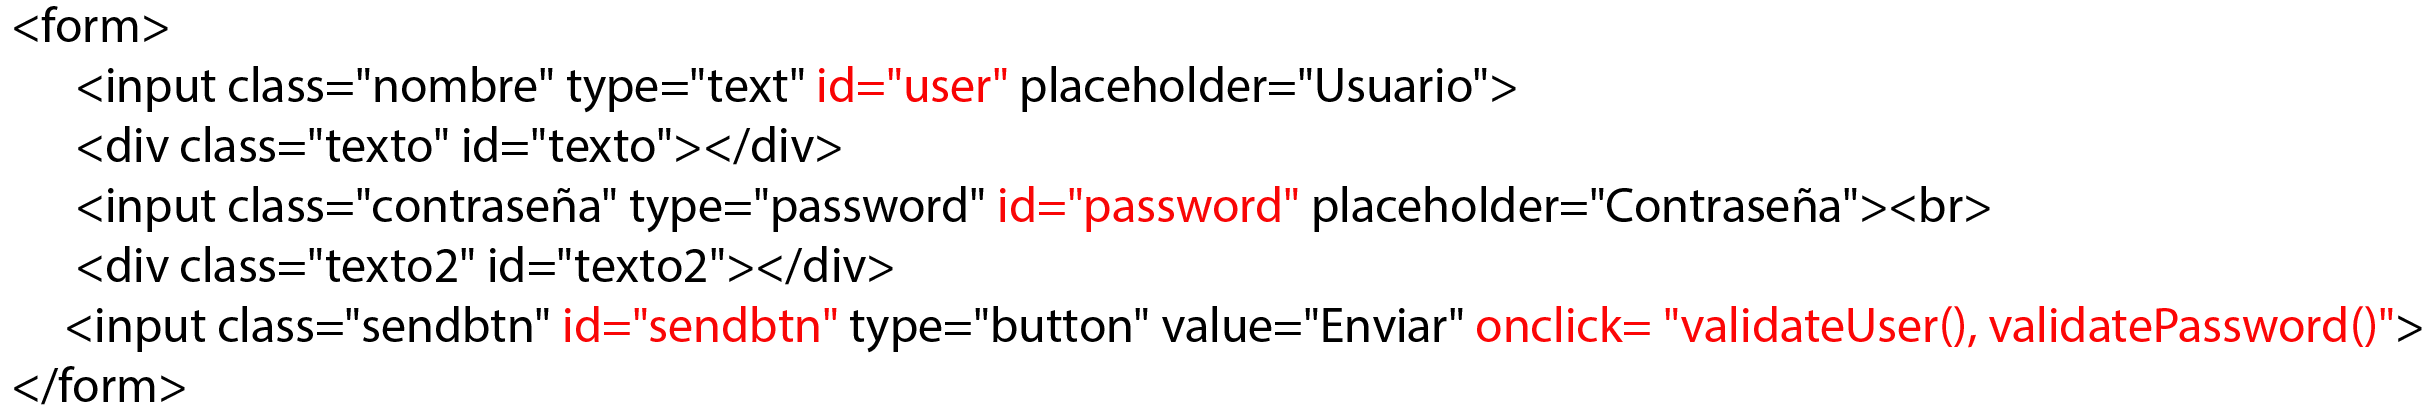 <form>
<input class="nombre" type="text" id="user" placeholder="Usuario">
<div class="texto" id="texto"></div>
<input class="contraseña" type="password" id="password" placeholder="Contraseña"><br>
<div class="texto2" id="texto2"></div>
<input class="sendbtn" id="sendbtn" type="button" value="Enviar" onclick= "validateUser(), validatePassword()">
</form>